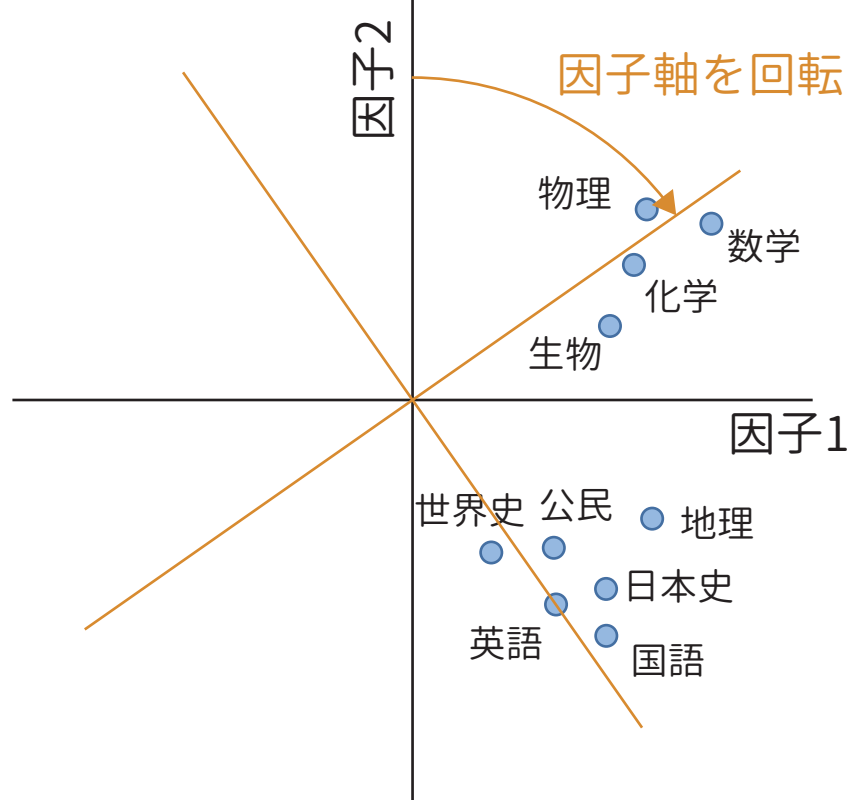 因子2
因子軸を回転
物理
数学
化学
生物
因子1
世界史
公民
地理
日本史
英語
国語